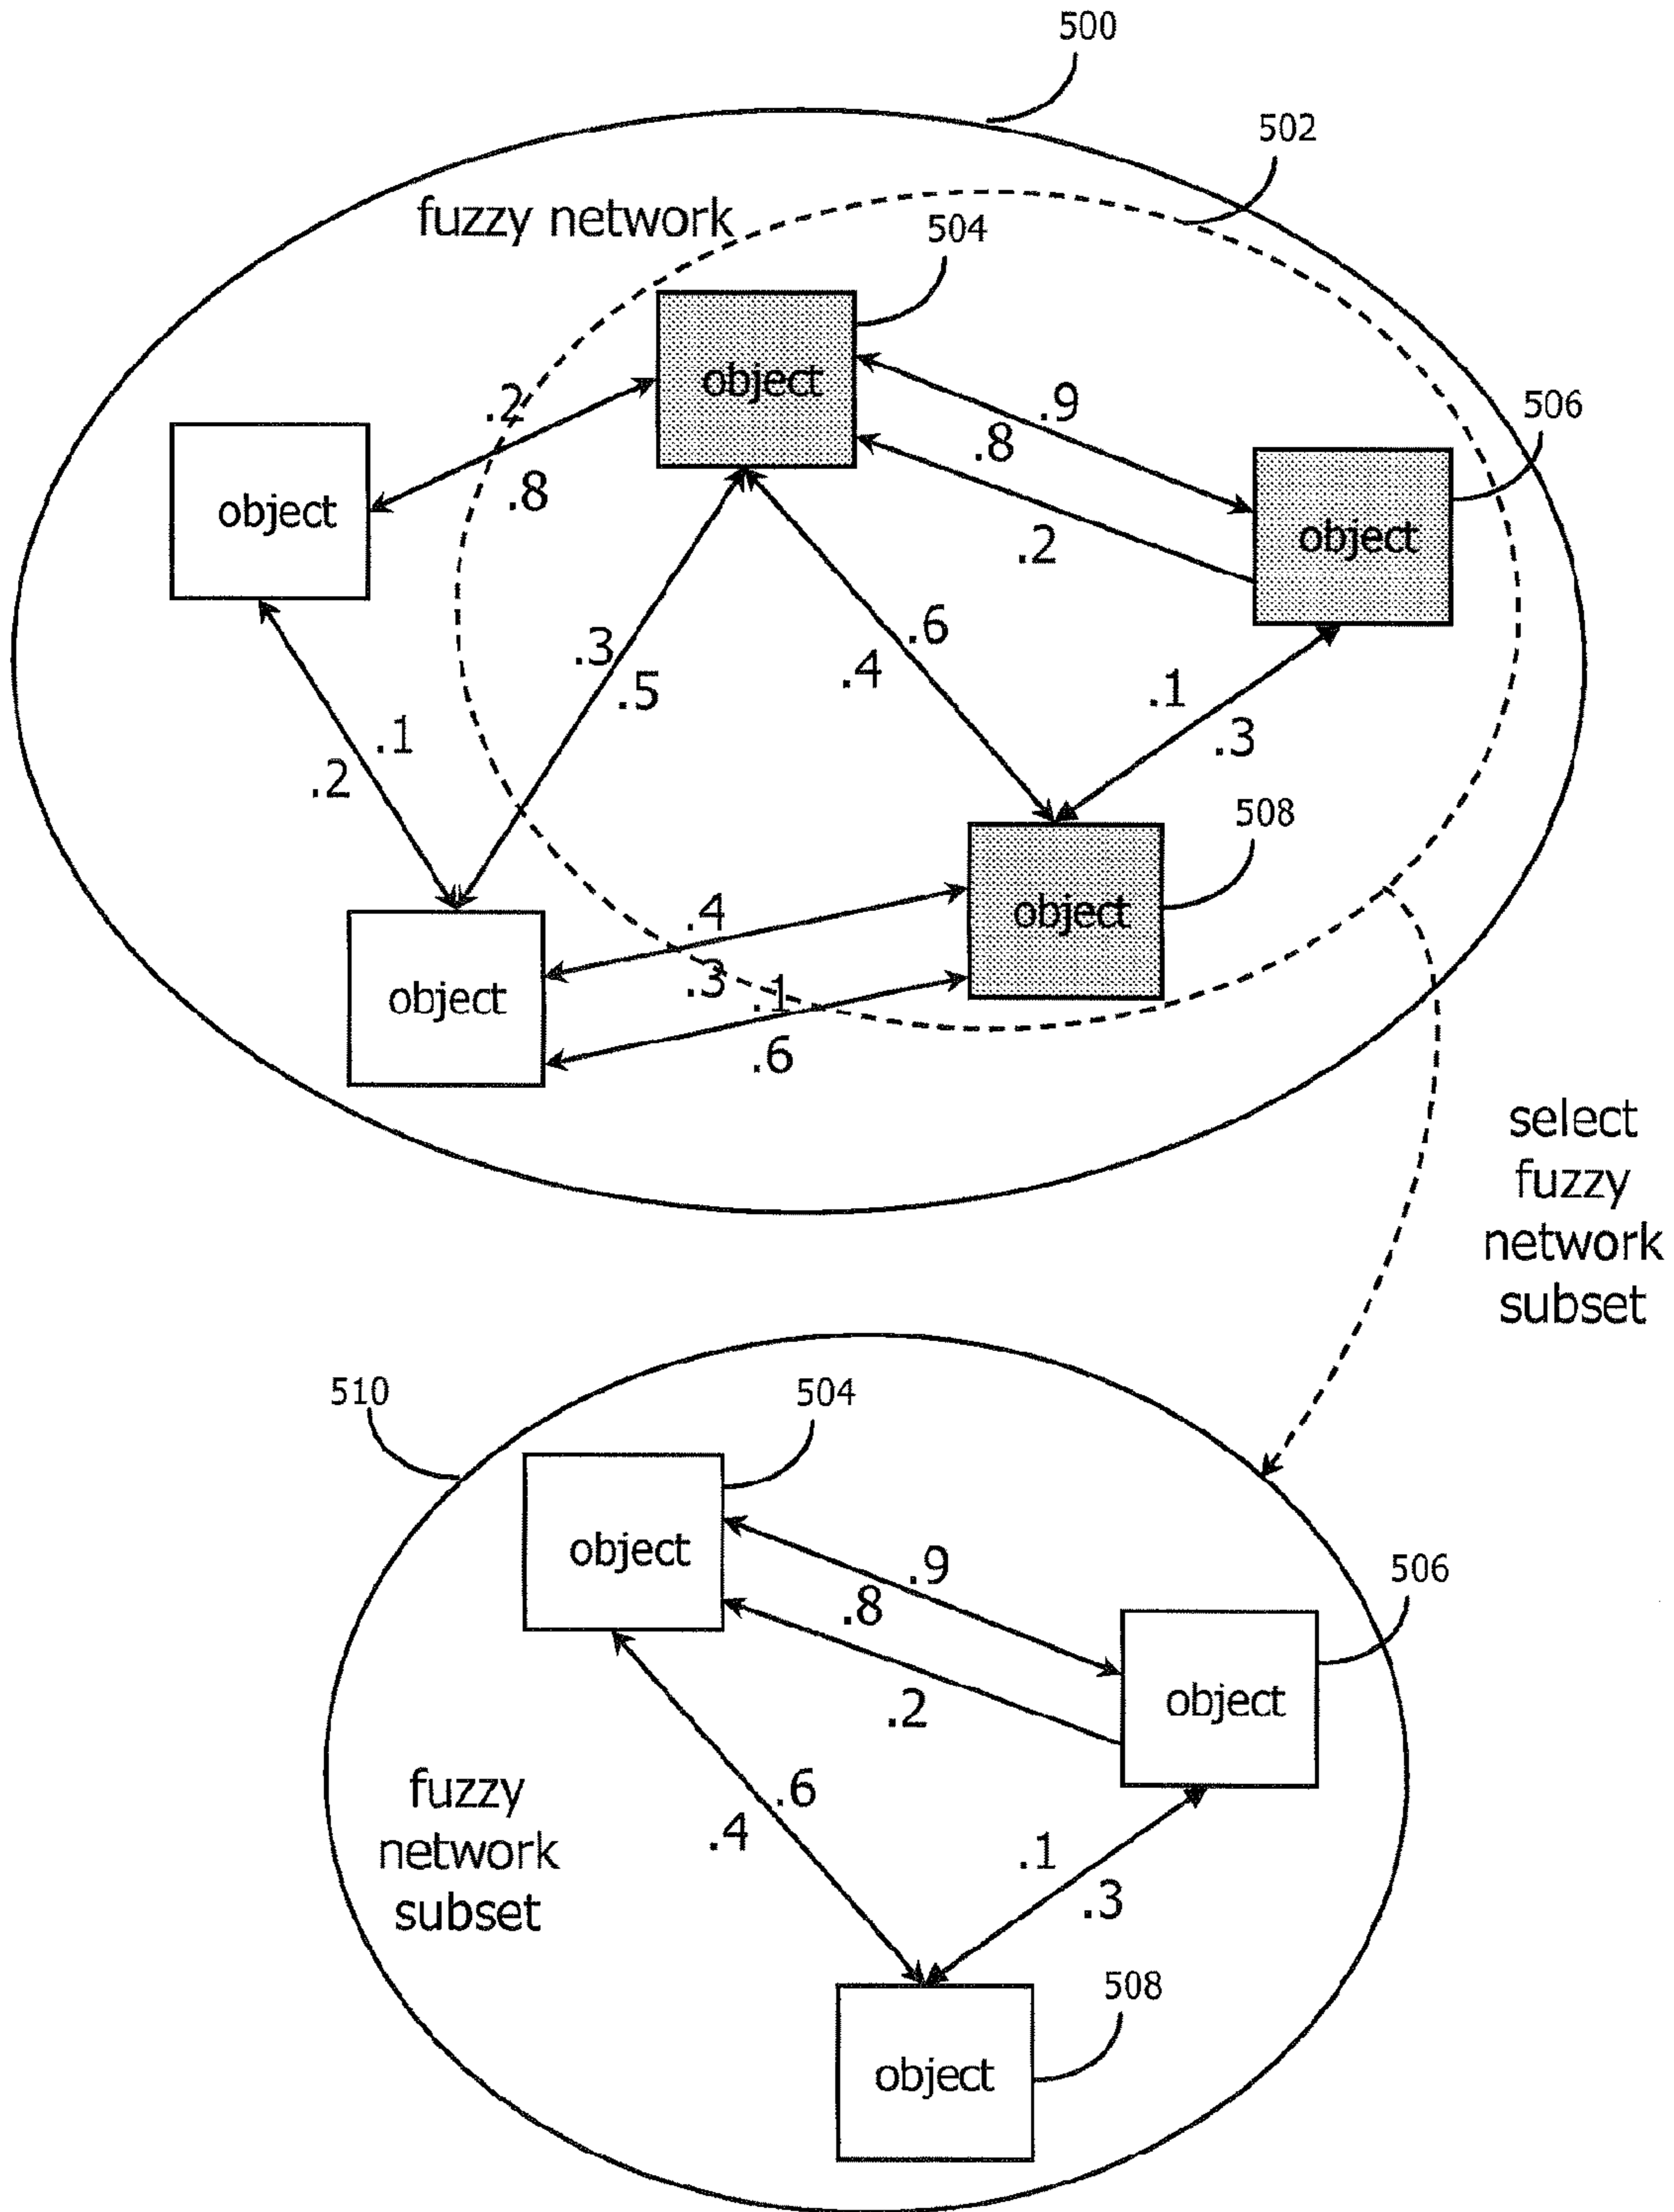 500
502
fuzzy network
504
object
.2
.9
506
.8
.8
object
object
.2
.6
.3
.4
.5
.1
.1
.3
.2
508
.4
object
.3
.1
object
.6
select
fuzzy
network
subset
510
504
object
.9
506
.8
object
.2
fuzzy
network
subset
.6
.4
.1
.3
508
object